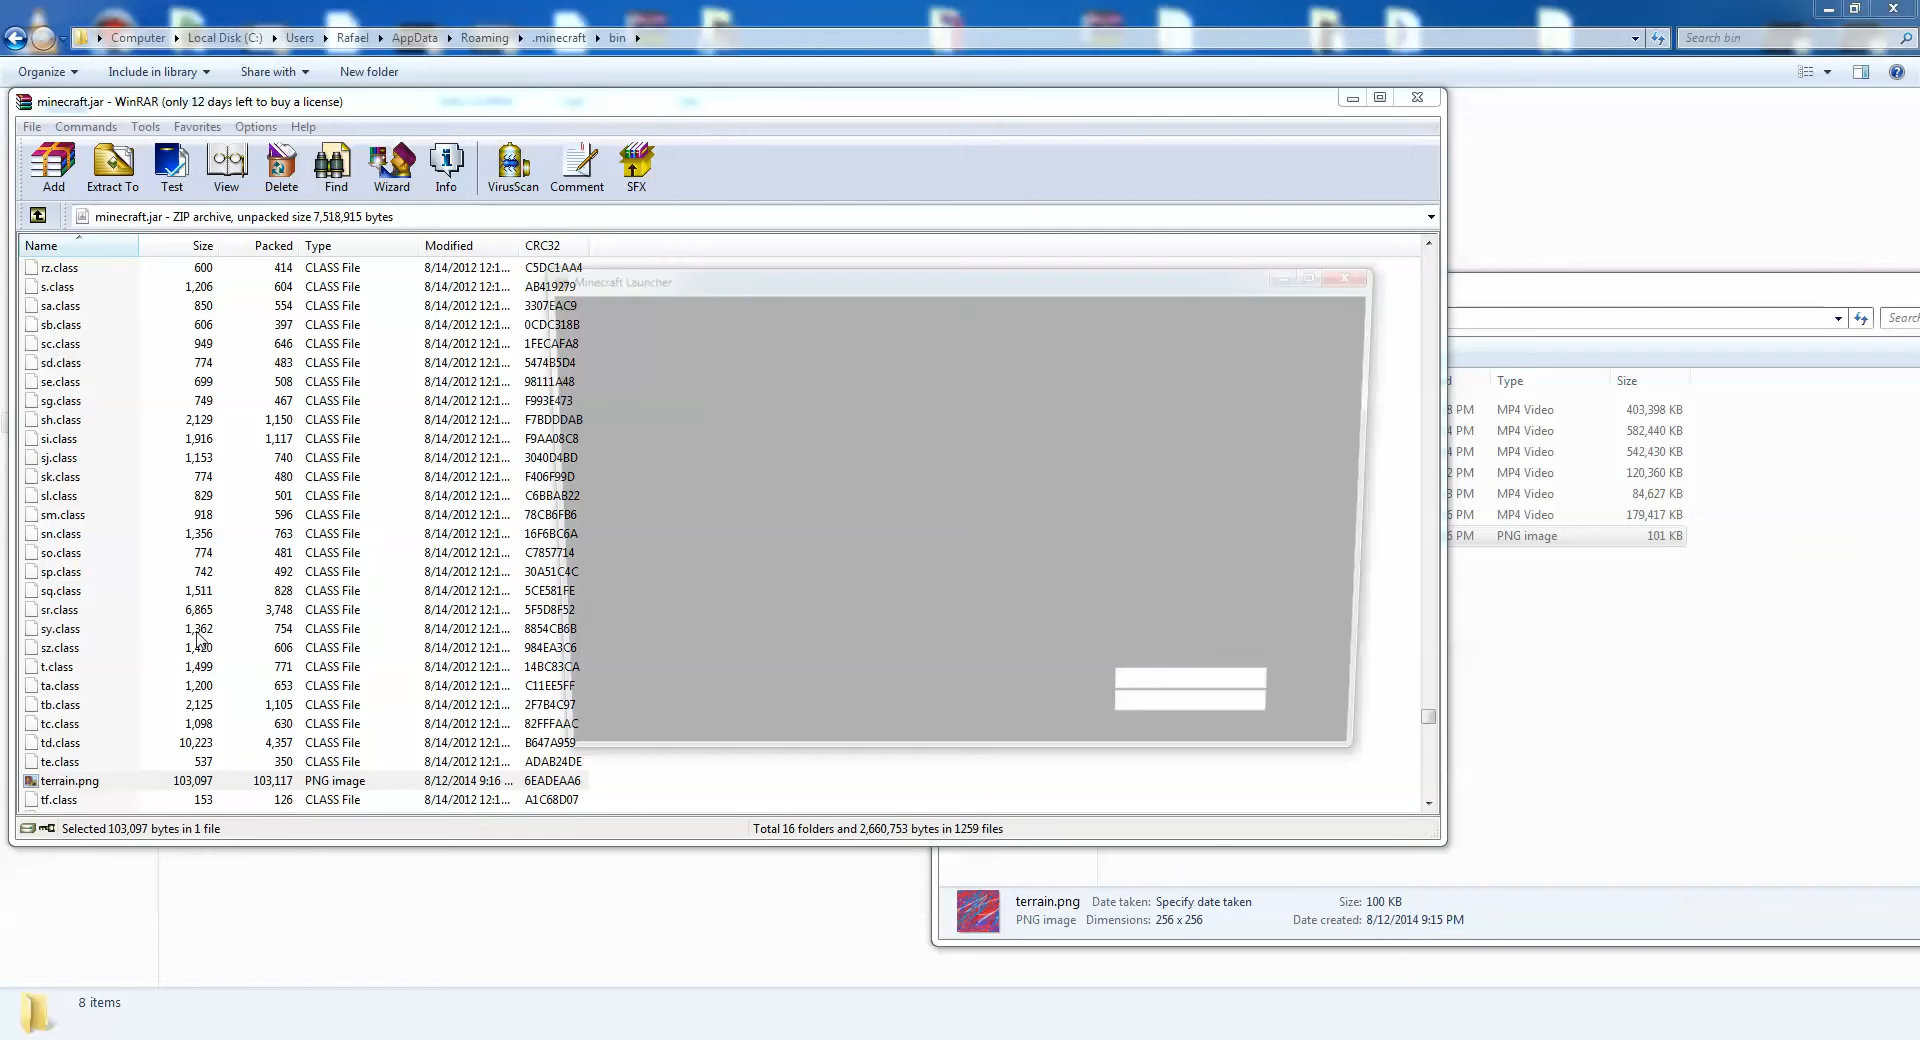 Computer Local Disk (C:) Users Rafael AppData Roaming .minecraft bin Search bin
Organize Include in library Share with New folder
minecraft.jar - WinRAR (only 12 days left to buy a license)
File Commands Tools Favorites Options Help
Add Extract To Test View Delete Find Wizard Info VirusScan Comment SFX
minecraft.jar - ZIP archive, unpacked size 7,518,915 bytes
Name Size Packed Type Modified CRC32
rz.class 600 414 CLASS File 8/14/2012 12:1... C5DC1AA4
Minecraft Launcher
s.class 1,206 604 CLASS File 8/14/2012 12:1... AB419279
sa.class 850 554 CLASS File 8/14/2012 12:1... 3307EAC9
sb.class 606 397 CLASS File 8/14/2012 12:1... 0CDC318B
sc.class 949 646 CLASS File 8/14/2012 12:1... 1FECAFA8
sd.class 774 483 CLASS File 8/14/2012 12:1... 5474B5D4
se.class 699 508 CLASS File 8/14/2012 12:1... 98111A48
sg.class 749 467 CLASS File 8/14/2012 12:1... F993E473
sh.class 2,129 1,150 CLASS File 8/14/2012 12:1... F7BDDDAB
si.class 1,916 1,117 CLASS File 8/14/2012 12:1... F9AA08C8
sj.class 1,153 740 CLASS File 8/14/2012 12:1... 3040D4BD
sk.class 774 480 CLASS File 8/14/2012 12:1... F406F99D
sl.class 829 501 CLASS File 8/14/2012 12:1... C6BBAB22
sm.class 918 596 CLASS File 8/14/2012 12:1... 78CB6FB6
sn.class 1,356 763 CLASS File 8/14/2012 12:1... 16F6BC6A
so.class 774 481 CLASS File 8/14/2012 12:1... C7857714
sp.class 742 492 CLASS File 8/14/2012 12:1... 30A51C4C
sq.class 1,511 828 CLASS File 8/14/2012 12:1... 5CE581FE
sr.class 6,865 3,748 CLASS File 8/14/2012 12:1... 5F5D8F52
sy.class 1,362 754 CLASS File 8/14/2012 12:1... 8854CB6B
sz.class 606 CLASS File 8/14/2012 12:1... 984EA3C6
t.class 1,499 771 CLASS File 8/14/2012 12:1... 14BC83CA
ta.class 1,200 653 CLASS File 8/14/2012 12:1... C11EE5FF
tb.class 2,125 1,105 CLASS File 8/14/2012 12:1... 2F7B4C97
tc.class 1,098 630 CLASS File 8/14/2012 12:1... 82FFFAAC
td.class 10,223 4,357 CLASS File 8/14/2012 12:1... B647A959
te.class 537 350 CLASS File 8/14/2012 12:1... ADAB24DE
terrain.png 103,097 103,117 PNG image 8/12/2014 9:16 ... 6EADEAA6
tf.class 153 126 CLASS File 8/14/2012 12:1... A1C68D07
Selected 103,097 bytes in 1 file Total 16 folders and 2,660,753 bytes in 1259 files
Search
Type Size
PM MP4 Video 403,398 KB
PM MP4 Video 582,440 KB
PM MP4 Video 542,430 KB
PM MP4 Video 120,360 KB
PM MP4 Video 84,627 KB
PM MP4 Video 179,417 KB
PM PNG image 101 KB
terrain.png Date taken: Specify date taken Size: 100 KB
PNG image Dimensions: 256 x 256 Date created: 8/12/2014 9:15 PM
8 items